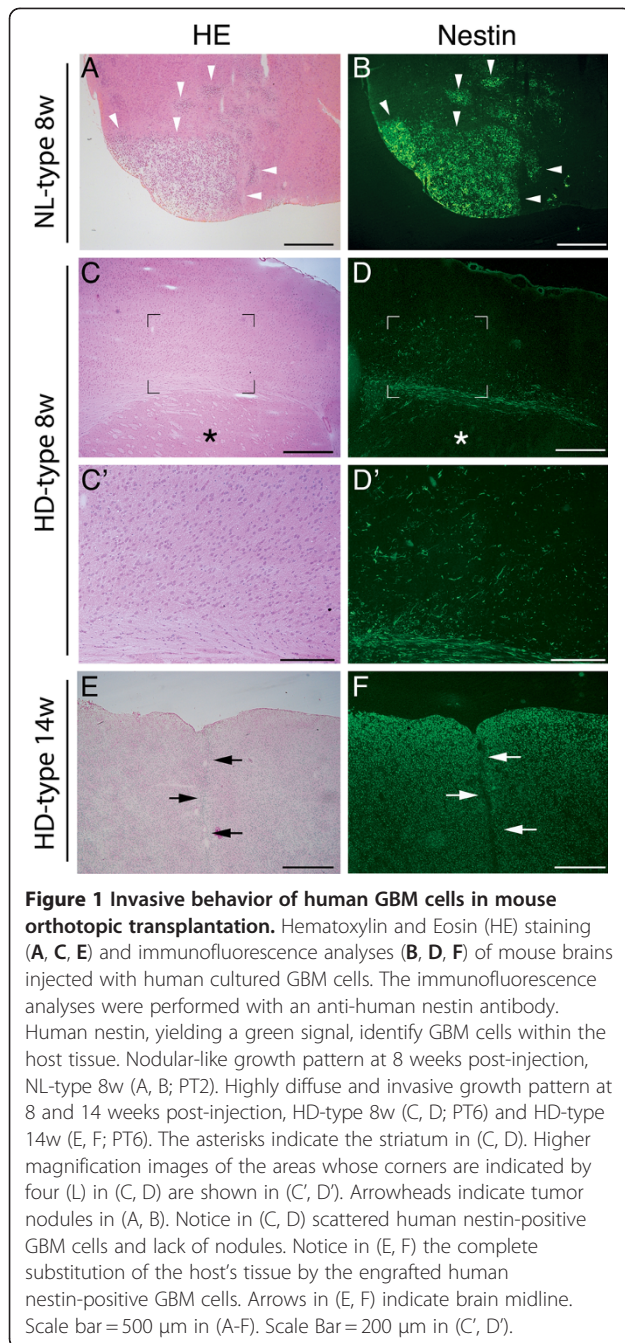 HE Nestin
NL-type 8w
A
B
HD-type 8w
C
D
*
*
C'
D'
HD-type 14w
E
F
Figure 1 Invasive behavior of human GBM cells in mouse
orthotopic transplantation. Hematoxylin and Eosin (HE) staining
(A, C, E) and immunofluorescence analyses (B, D, F) of mouse brains
injected with human cultured GBM cells. The immunofluorescence
analyses were performed with an anti-human nestin antibody.
Human nestin, yielding a green signal, identify GBM cells within the
host tissue. Nodular-like growth pattern at 8 weeks post-injection,
NL-type 8w (A, B; PT2). Highly diffuse and invasive growth pattern at
8 and 14 weeks post-injection, HD-type 8w (C, D; PT6) and HD-type
14w (E, F; PT6). The asterisks indicate the striatum in (C, D). Higher
magnification images of the areas whose corners are indicated by
four (L) in (C, D) are shown in (C’, D’). Arrowheads indicate tumor
nodules in (A, B). Notice in (C, D) scattered human nestin-positive
GBM cells and lack of nodules. Notice in (E, F) the complete
substitution of the host’s tissue by the engrafted human
nestin-positive GBM cells. Arrows in (E, F) indicate brain midline.
Scale bar = 500 μm in (A-F). Scale Bar = 200 μm in (C’, D’).